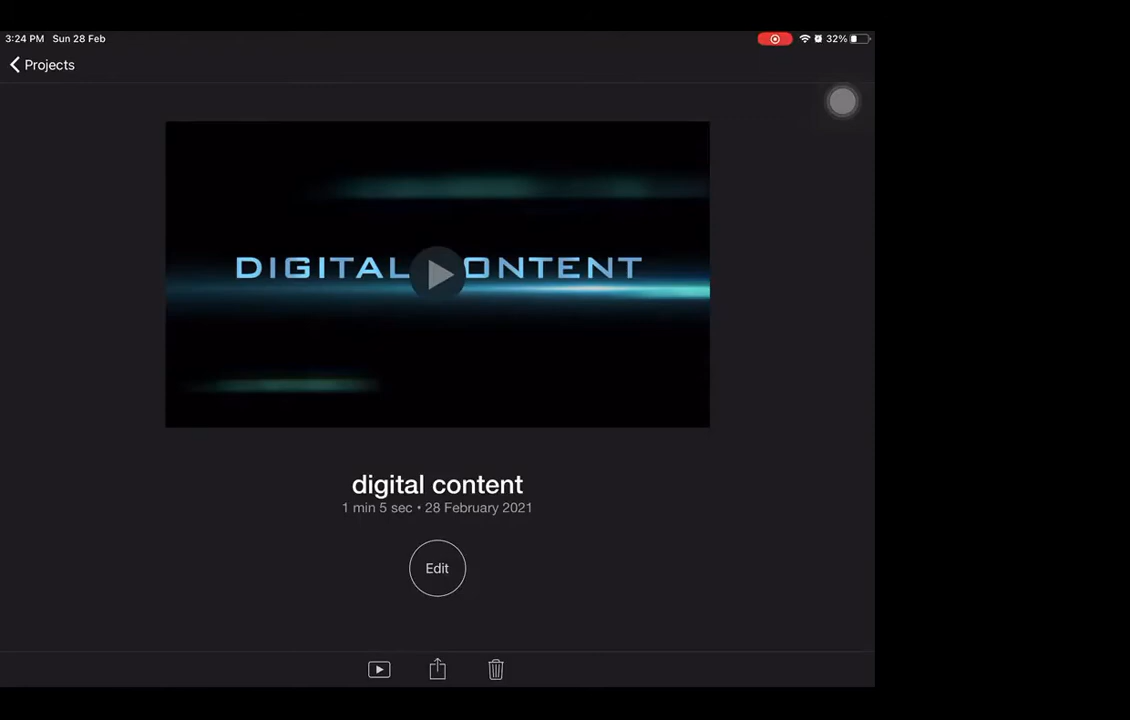 3:24 PM Sun 28 Feb 32%
Projects
DIGITAL CONTENT
digital content
1 min 5 sec • 28 February 2021
Edit